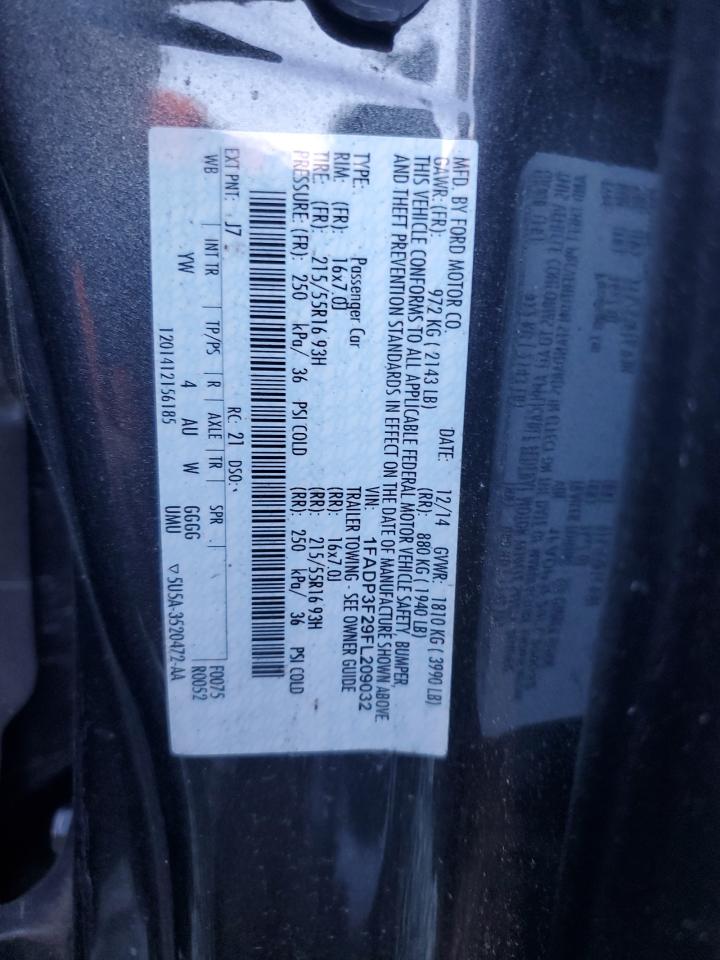 MFD. BY FORD MOTOR CO.
DATE: 12/14 GVWR: 1810 KG ( 3990 LB)
GAWR: (FR): 972 KG ( 2143 LB) (RR): 880 KG ( 1940 LB)
THIS VEHICLE CONFORMS TO ALL APPLICABLE FEDERAL MOTOR VEHICLE SAFETY, BUMPER,
AND THEFT PREVENTION STANDARDS IN EFFECT ON THE DATE OF MANUFACTURE SHOWN ABOVE.
VIN: 1FADP3F29FL209032
TYPE: Passenger Car TRAILER TOWING - SEE OWNER GUIDE
RIM: (FR): 16x7.0J (RR): 16x7.0J
TIRE: (FR): 215/55R16 93H (RR): 215/55R16 93H
PRESSURE: (FR): 250 kPa/ 36 PSI COLD (RR): 250 kPa/ 36 PSI COLD
EXT PNT: J7 RC: 21 DSO: F0075
WB INT TR TP/PS R AXLE TR SPR R0052
YW 4 AU W GGGG
UMU
1201412156185 ▽ 5U5A-3520472-AA